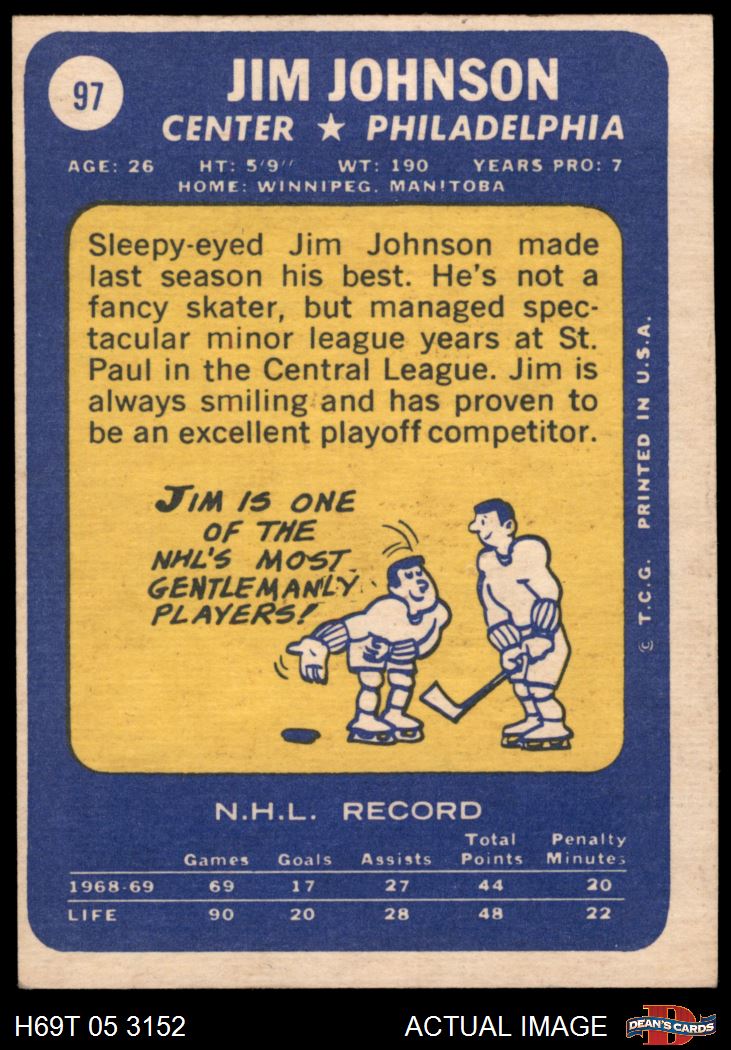 97
JIM JOHNSON
CENTER ★ PHILADELPHIA
AGE: 26 HT: 5'9" WT: 190 YEARS PRO: 7
HOME: WINNIPEG, MANITOBA
Sleepy-eyed Jim Johnson made
last season his best. He's not a
fancy skater, but managed spec-
tacular minor league years at St.
Paul in the Central League. Jim is
always smiling and has proven to
be an excellent playoff competitor.
JIM IS ONE
OF THE
NHL'S MOST
GENTLEMANLY
PLAYERS!
© T.C.G. PRINTED IN U.S.A.
N.H.L. RECORD
Total Penalty
Games Goals Assists Points Minutes
1968-69 69 17 27 44 20
LIFE 90 20 28 48 22
H69T 05 3152
ACTUAL IMAGE
D
DEAN'S CARDS